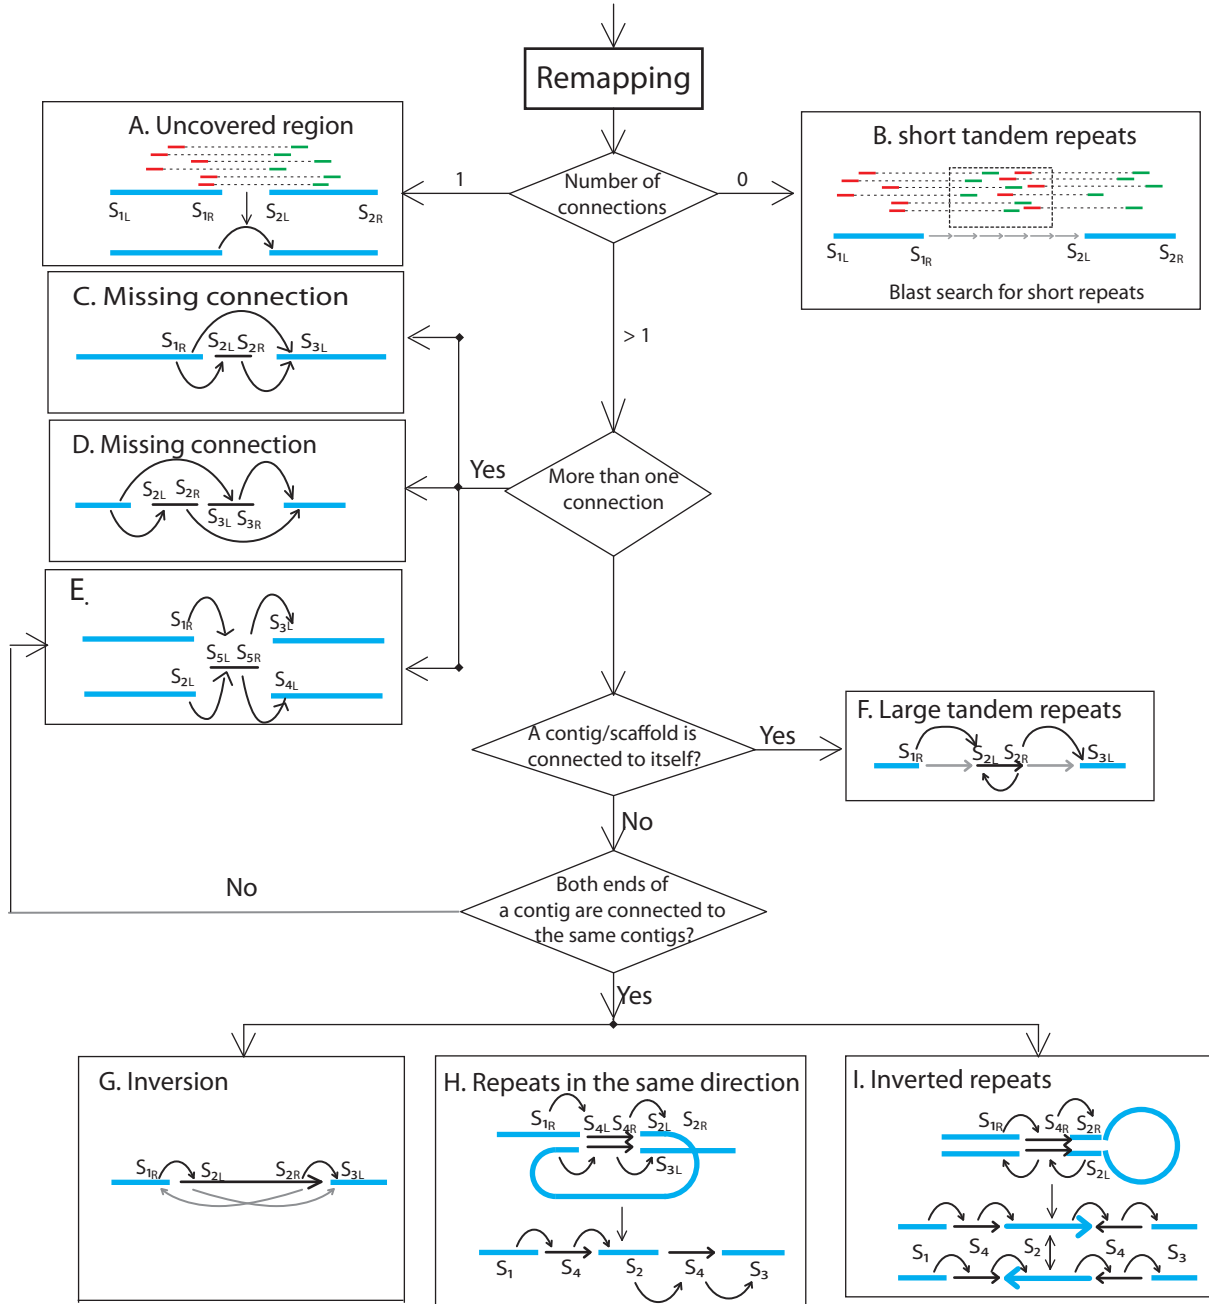 Remapping
A. Uncovered region
S1L S1R S2L S2R
1
Number of
connections
0
B. short tandem repeats
S1L S1R S2L S2R
Blast search for short repeats
C. Missing connection
S1R S2L S2R S3L
> 1
D. Missing connection
S2L S2R
S3L S3R
Yes
More than one
connection
E.
S1R S3L
S5L S5R
S2L S4L
A contig/scaffold is
connected to itself?
Yes
F. Large tandem repeats
S1R S2L S2R S3L
No
Both ends of
a contig are connected to
the same contigs?
No
Yes
G. Inversion
S1R S2L S2R S3L
H. Repeats in the same direction
S1R S4L S4R S2L S2R
S3L
S1 S4 S2 S4 S3
I. Inverted repeats
S1R S4R S2R
S2L
S1 S4 S2 S4 S3